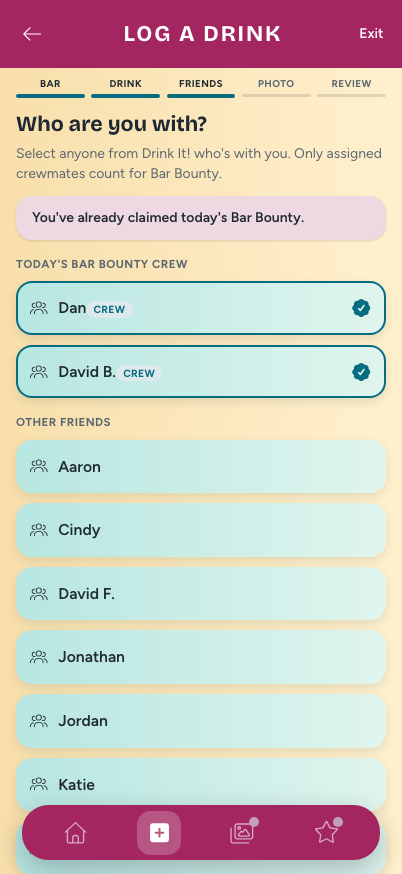 LOG A DRINK
Exit
BAR
DRINK
FRIENDS
PHOTO
REVIEW
Who are you with?
Select anyone from Drink It! who's with you. Only assigned
crewmates count for Bar Bounty.
You've already claimed today's Bar Bounty.
TODAY'S BAR BOUNTY CREW
Dan CREW
David B. CREW
OTHER FRIENDS
Aaron
Cindy
David F.
Jonathan
Jordan
Katie